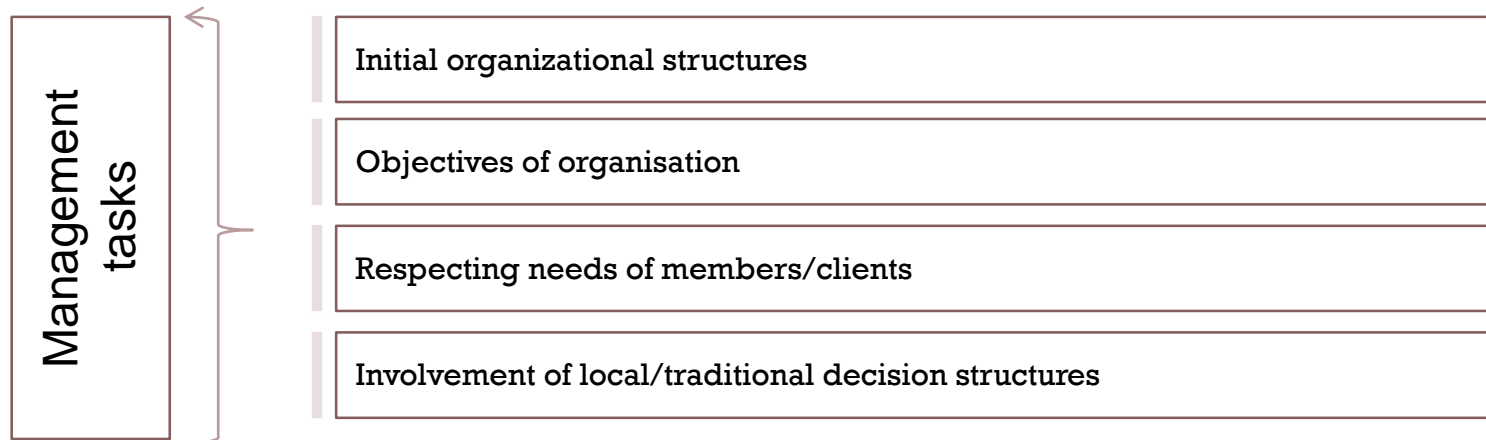 Management
tasks
Initial organizational structures
Objectives of organisation
Respecting needs of members/clients
Involvement of local/traditional decision structures